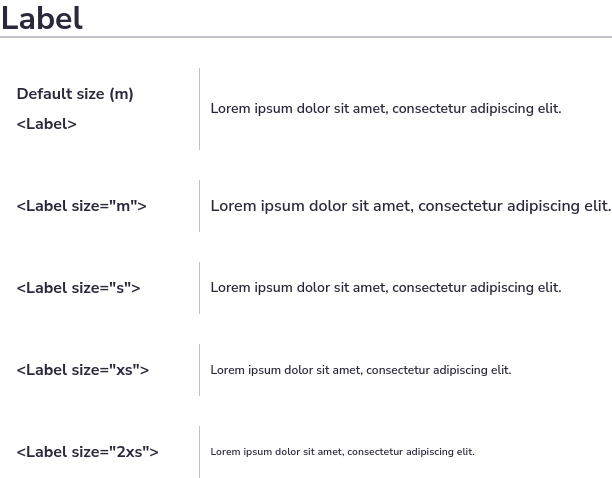 Label
Default size (m)
<Label>
Lorem ipsum dolor sit amet, consectetur adipiscing elit.
<Label size="m">
Lorem ipsum dolor sit amet, consectetur adipiscing elit.
<Label size="s">
Lorem ipsum dolor sit amet, consectetur adipiscing elit.
<Label size="xs">
Lorem ipsum dolor sit amet, consectetur adipiscing elit.
<Label size="2xs">
Lorem ipsum dolor sit amet, consectetur adipiscing elit.